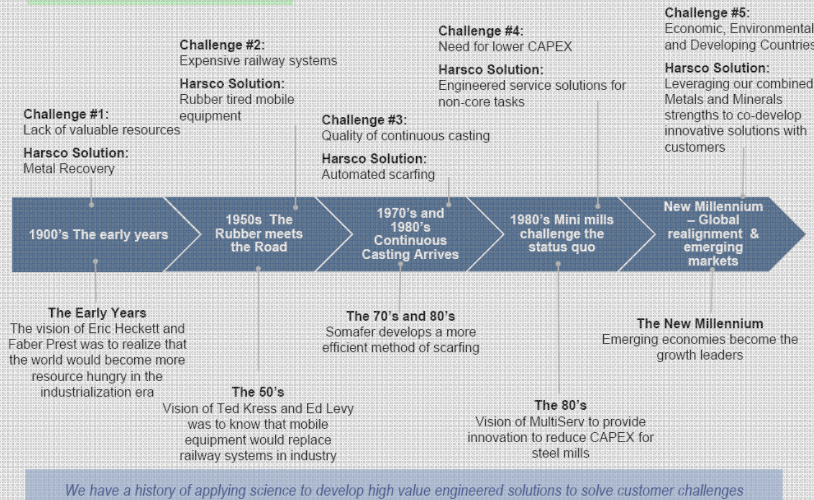 Challenge #1:
Lack of valuable resources
Harsco Solution:
Metal Recovery
Challenge #2:
Expensive railway systems
Harsco Solution:
Rubber tired mobile
equipment
Challenge #3:
Quality of continuous casting
Harsco Solution:
Automated scarfing
Challenge #4:
Need for lower CAPEX
Harsco Solution:
Engineered service solutions for
non-core tasks
Challenge #5:
Economic, Environmental
and Developing Countries
Harsco Solution:
Leveraging our combined
Metals and Minerals
strengths to co-develop
innovative solutions with
customers
1900's The early years
1950s The
Rubber meets
the Road
1970's and
1980's
Continuous
Casting Arrives
1980's Mini mills
challenge the
status quo
New Millennium
– Global
realignment &
emerging
markets
The Early Years
The vision of Eric Heckett and
Faber Prest was to realize that
the world would become more
resource hungry in the
industrialization era
The 50's
Vision of Ted Kress and Ed Levy
was to know that mobile
equipment would replace
railway systems in industry
The 70's and 80's
Somafer develops a more
efficient method of scarfing
The 80's
Vision of MultiServ to provide
innovation to reduce CAPEX for
steel mills
The New Millennium
Emerging economies become the
growth leaders
We have a history of applying science to develop high value engineered solutions to solve customer challenges